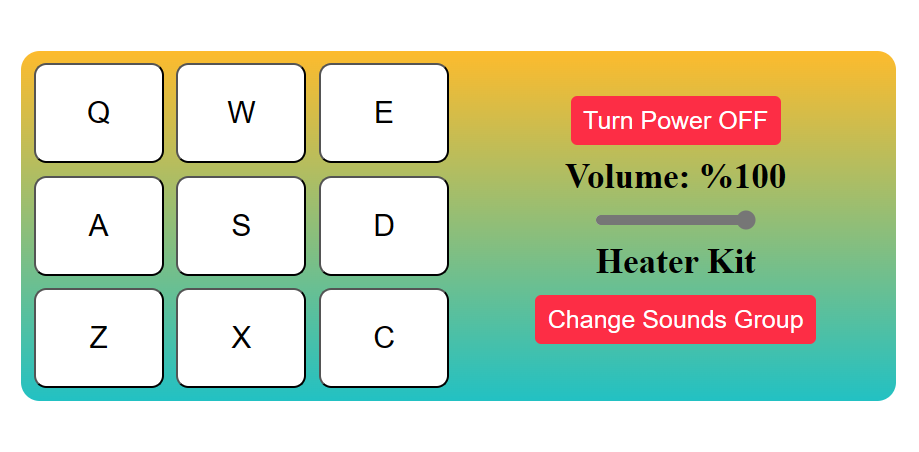 Q W E
A S D
Z X C
Turn Power OFF
Volume: %100
Heater Kit
Change Sounds Group